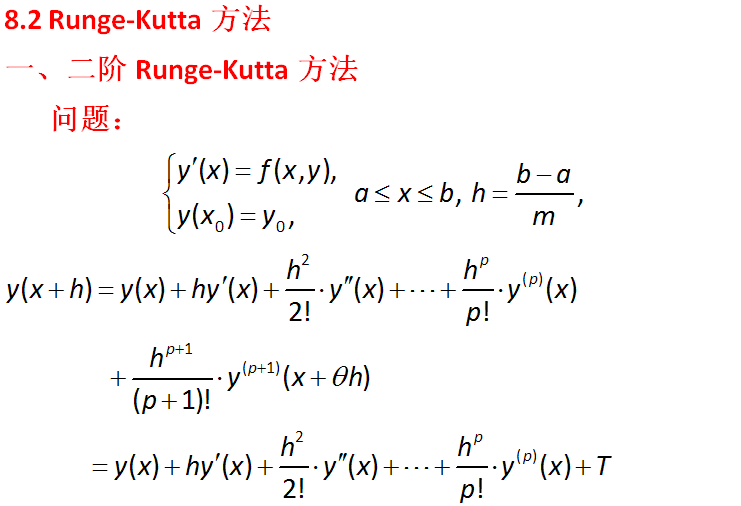 8.2 Runge-Kutta 方法
一、二阶 Runge-Kutta 方法
问题：
{ y′(x) = f(x,y), y(x₀) = y₀, a ≤ x ≤ b, h = (b − a)/m,
y(x + h) = y(x) + hy′(x) + h²/2! · y″(x) + ⋯ + hᵖ/p! · y⁽ᵖ⁾(x)
+ hᵖ⁺¹/(p + 1)! · y⁽ᵖ⁺¹⁾(x + θh)
= y(x) + hy′(x) + h²/2! · y″(x) + ⋯ + hᵖ/p! · y⁽ᵖ⁾(x) + T